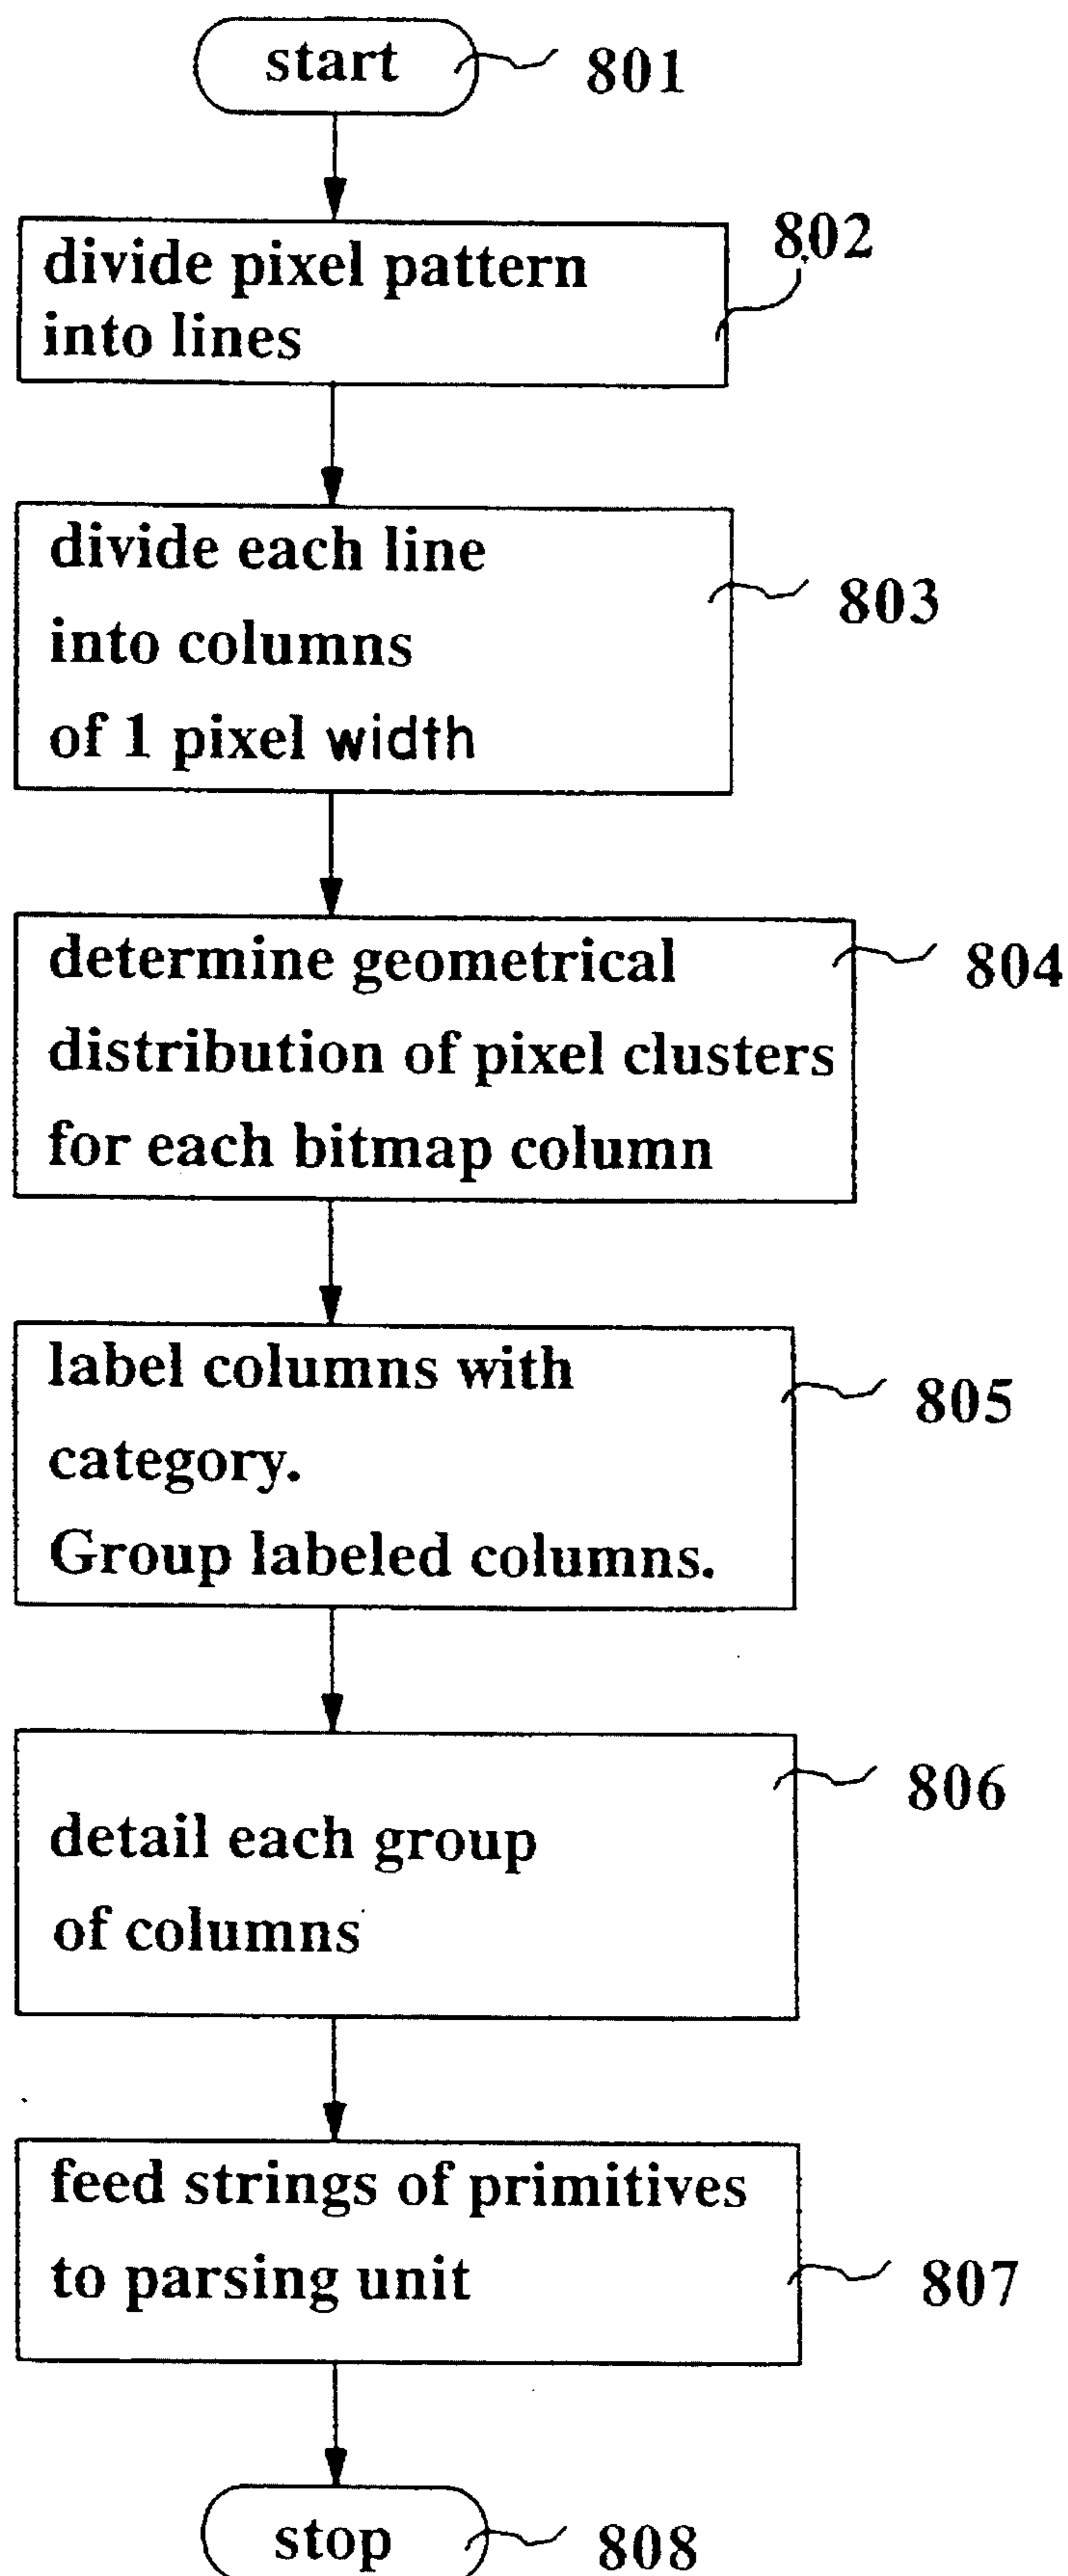 start
801
802
divide pixel pattern
into lines
divide each line
803
into columns
of 1 pixel width
determine geometrical
804
distribution of pixel clusters
for each bitmap column
label columns with
805
category.
Group labeled columns.
806
detail each group
of columns
feed strings of primitives
to parsing unit
807
stop
808